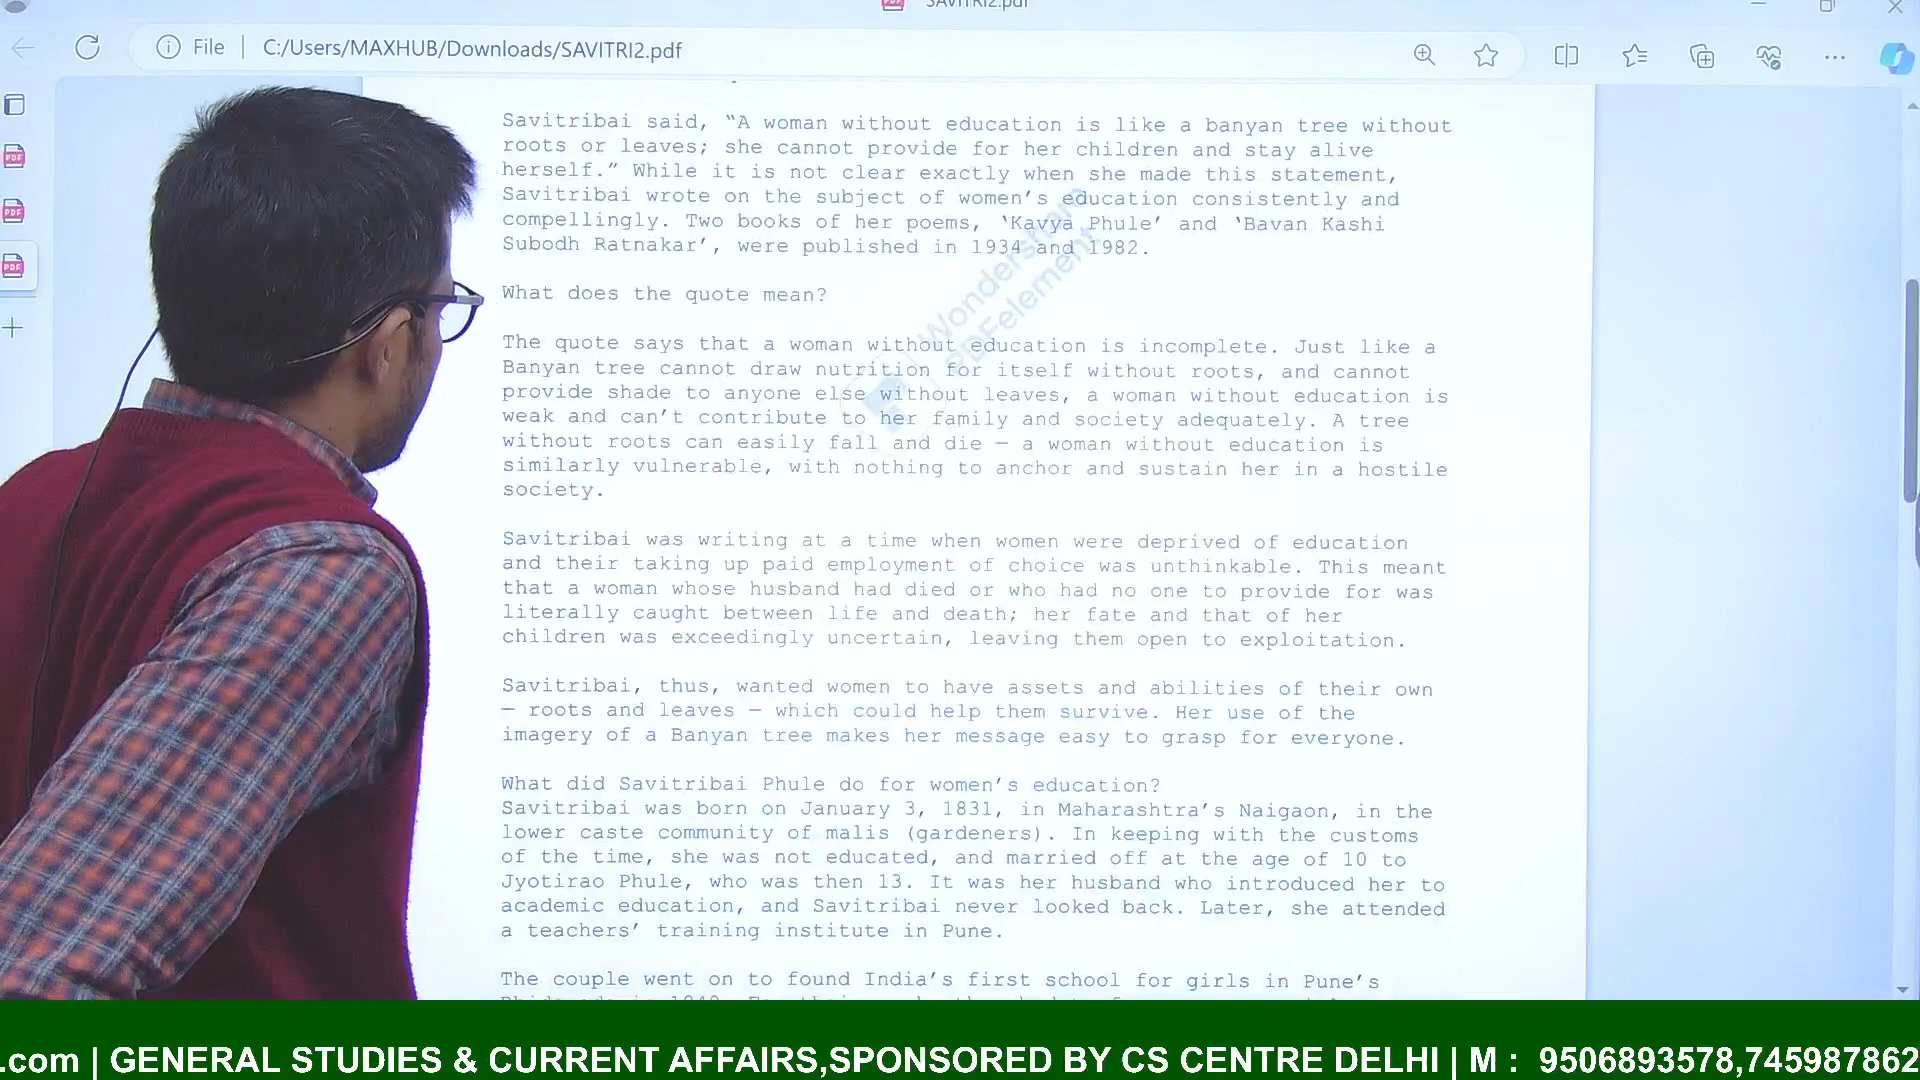 SAVITRI2.pdf
File | C:/Users/MAXHUB/Downloads/SAVITRI2.pdf
Savitribai said, “A woman without education is like a banyan tree without
roots or leaves; she cannot provide for her children and stay alive
herself.” While it is not clear exactly when she made this statement,
Savitribai wrote on the subject of women’s education consistently and
compellingly. Two books of her poems, ‘Kavya Phule’ and ‘Bavan Kashi
Subodh Ratnakar’, were published in 1934 and 1982.
What does the quote mean?
The quote says that a woman without education is incomplete. Just like a
Banyan tree cannot draw nutrition for itself without roots, and cannot
provide shade to anyone else without leaves, a woman without education is
weak and can’t contribute to her family and society adequately. A tree
without roots can easily fall and die — a woman without education is
similarly vulnerable, with nothing to anchor and sustain her in a hostile
society.
Savitribai was writing at a time when women were deprived of education
and their taking up paid employment of choice was unthinkable. This meant
that a woman whose husband had died or who had no one to provide for was
literally caught between life and death; her fate and that of her
children was exceedingly uncertain, leaving them open to exploitation.
Savitribai, thus, wanted women to have assets and abilities of their own
— roots and leaves — which could help them survive. Her use of the
imagery of a Banyan tree makes her message easy to grasp for everyone.
What did Savitribai Phule do for women’s education?
Savitribai was born on January 3, 1831, in Maharashtra’s Naigaon, in the
lower caste community of malis (gardeners). In keeping with the customs
of the time, she was not educated, and married off at the age of 10 to
Jyotirao Phule, who was then 13. It was her husband who introduced her to
academic education, and Savitribai never looked back. Later, she attended
a teachers’ training institute in Pune.
The couple went on to found India’s first school for girls in Pune’s
Wondershare
PDFelement
PDF
PDF
PDF
.com | GENERAL STUDIES & CURRENT AFFAIRS,SPONSORED BY CS CENTRE DELHI | M : 9506893578,745987862